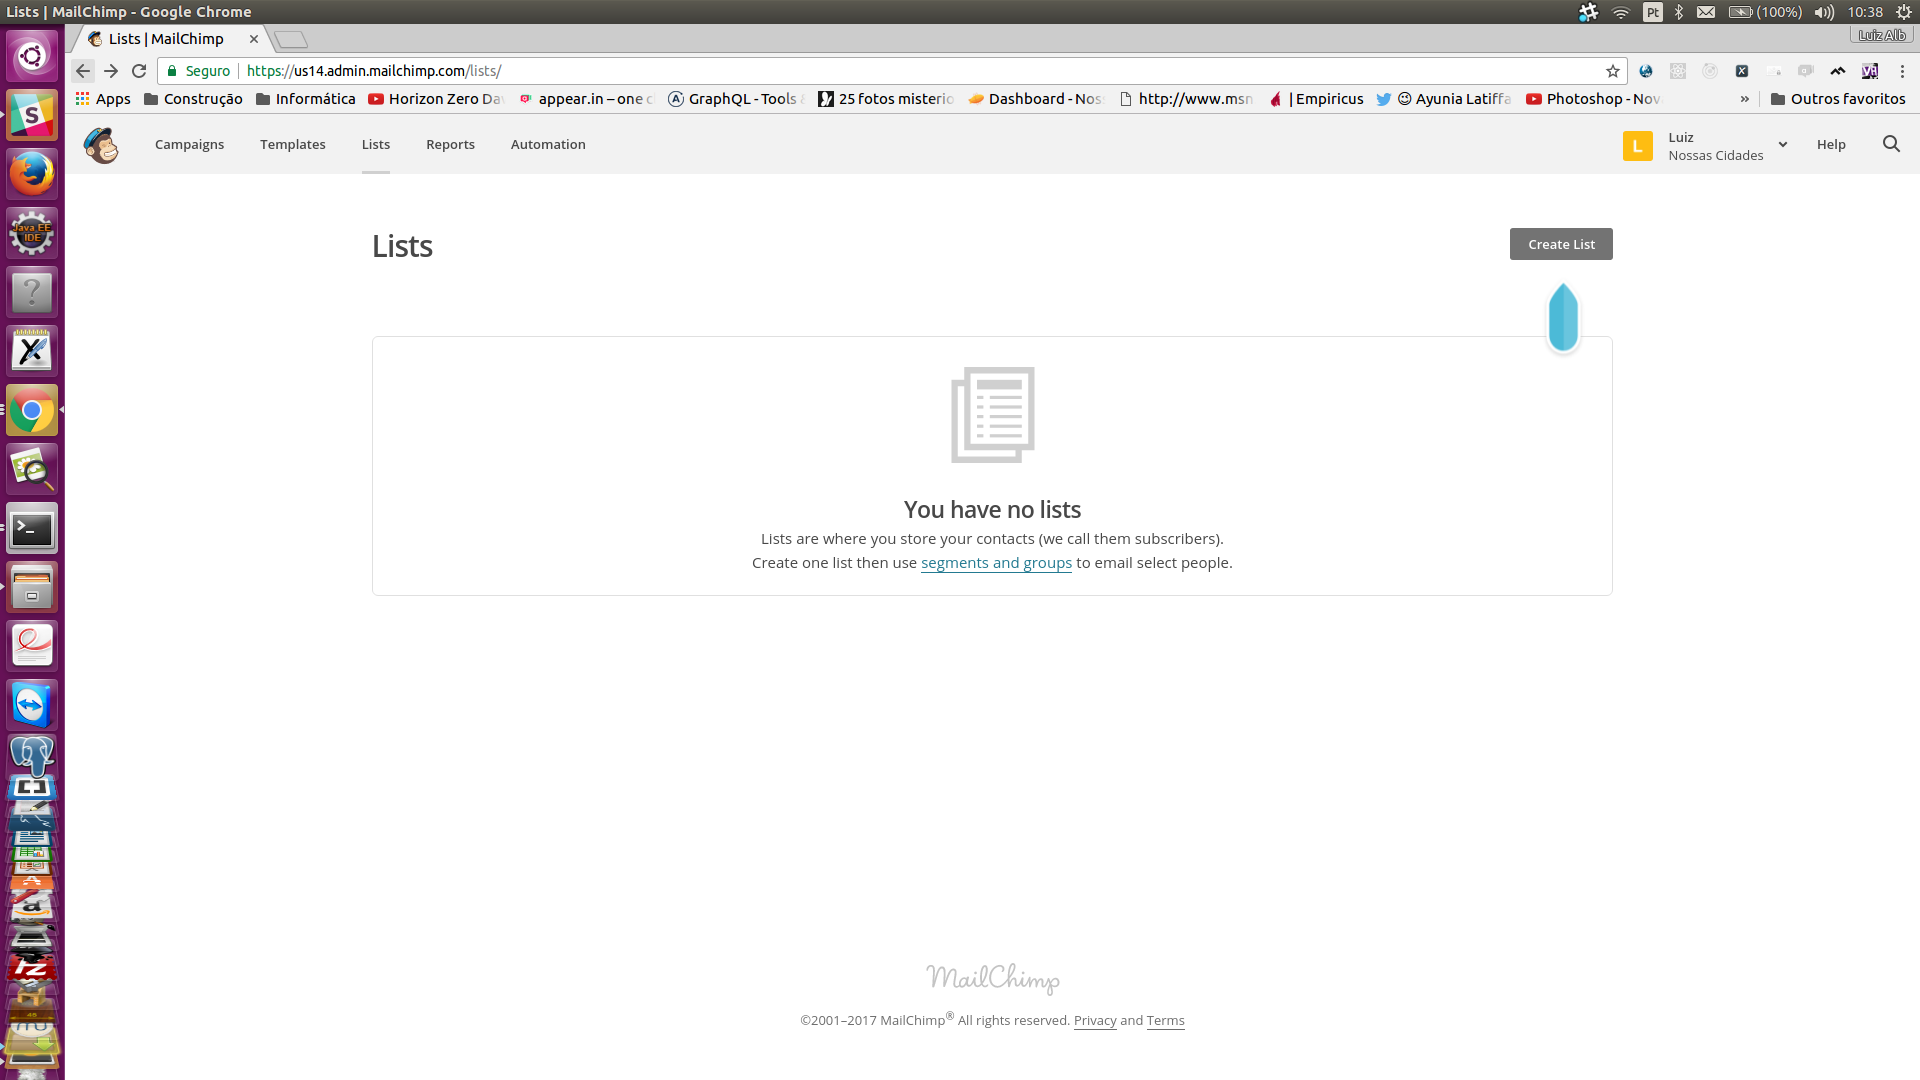 Lists | MailChimp - Google Chrome
Pt
(100%)
10:38
Lists | MailChimp
Luiz Alb
Seguro
https://us14.admin.mailchimp.com/lists/
Apps
Construção
Informática
Horizon Zero Da
appear.in – one c
GraphQL - Tools
25 fotos misterio
Dashboard - Nos
http://www.msn
| Empiricus
Ayunia Latiffa
Photoshop - Nov
»
Outros favoritos
Campaigns
Templates
Lists
Reports
Automation
L
Luiz
Nossas Cidades
Help
Java EE
IDE
Lists
Create List
You have no lists
Lists are where you store your contacts (we call them subscribers).
Create one list then use segments and groups to email select people.
MailChimp
©2001–2017 MailChimp® All rights reserved. Privacy and Terms